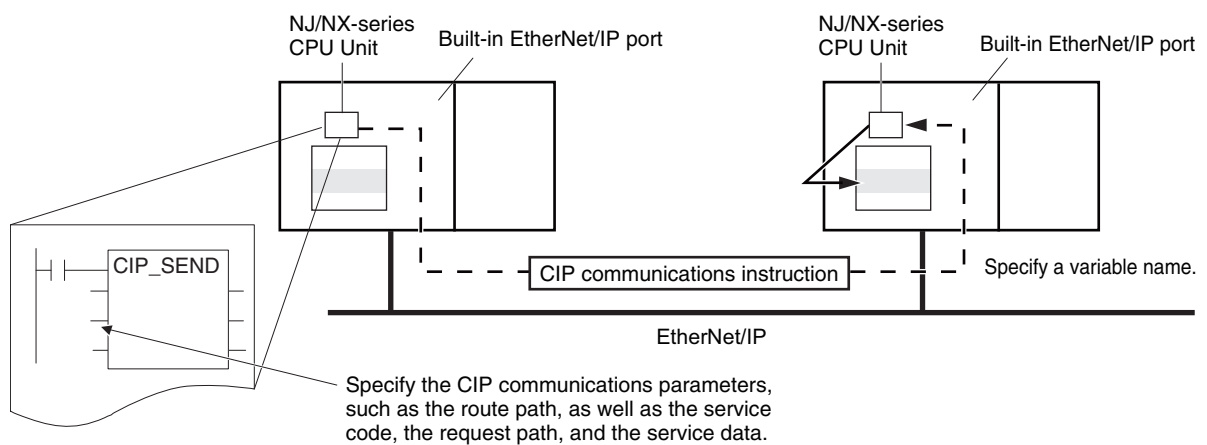 NJ/NX-series
CPU Unit
Built-in EtherNet/IP port
NJ/NX-series
CPU Unit
Built-in EtherNet/IP port
CIP_SEND
CIP communications instruction
Specify a variable name.
EtherNet/IP
Specify the CIP communications parameters,
such as the route path, as well as the service
code, the request path, and the service data.